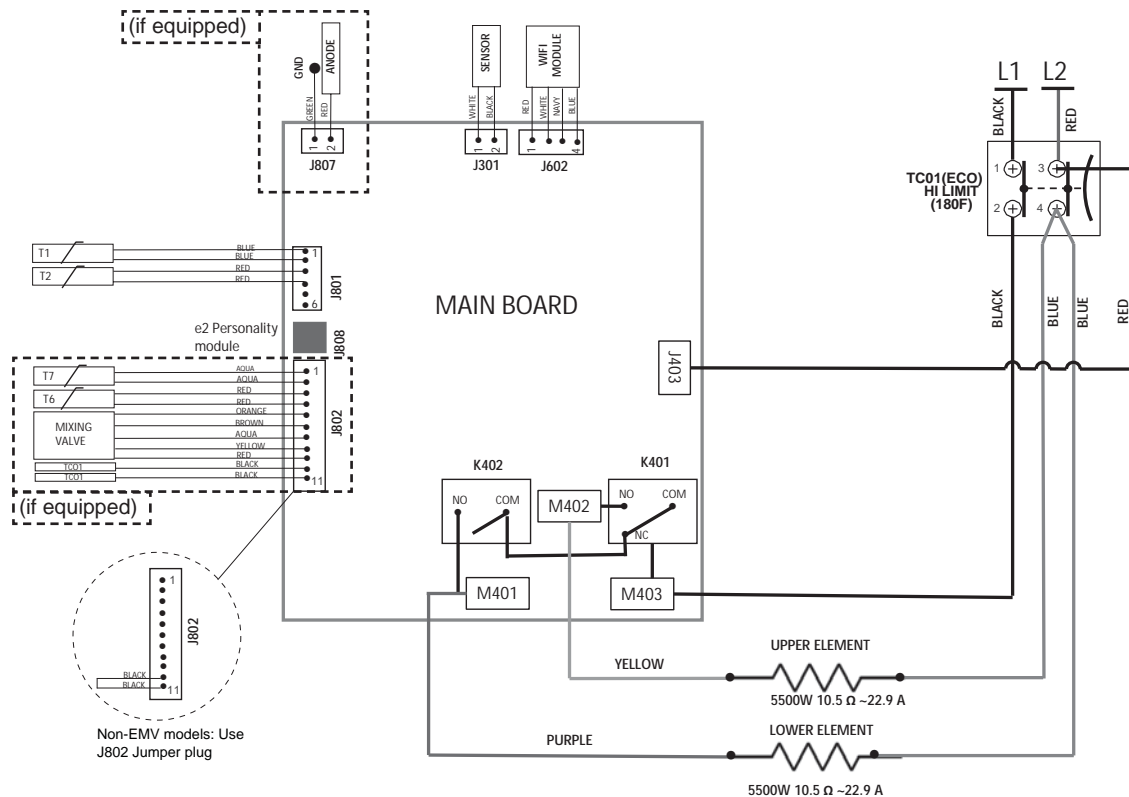 (if equipped)
GND
ANODE
GREEN
RED
1
2
J807
SENSOR
WHITE
BLACK
1
2
J301
WIFI
MODULE
RED
WHITE
NAVY
BLUE
1
4
J602
L1
L2
BLACK
RED
1
3
2
4
TC01(ECO)
HI LIMIT
(180F)
BLACK
BLUE
BLUE
RED
T1
T2
BLUE
BLUE
RED
RED
1
6
J801
MAIN BOARD
e2 Personality
module
J808
J403
T7
T6
MIXING
VALVE
TCO1
TCO1
AQUA
AQUA
RED
RED
ORANGE
BROWN
AQUA
YELLOW
RED
BLACK
BLACK
1
11
J802
(if equipped)
K402
NO
COM
M402
K401
NO
COM
NC
M401
M403
1
J802
BLACK
BLACK
11
Non-EMV models: Use
J802 Jumper plug
YELLOW
UPPER ELEMENT
5500W 10.5 Ω ~22.9 A
PURPLE
LOWER ELEMENT
5500W 10.5 Ω ~22.9 A